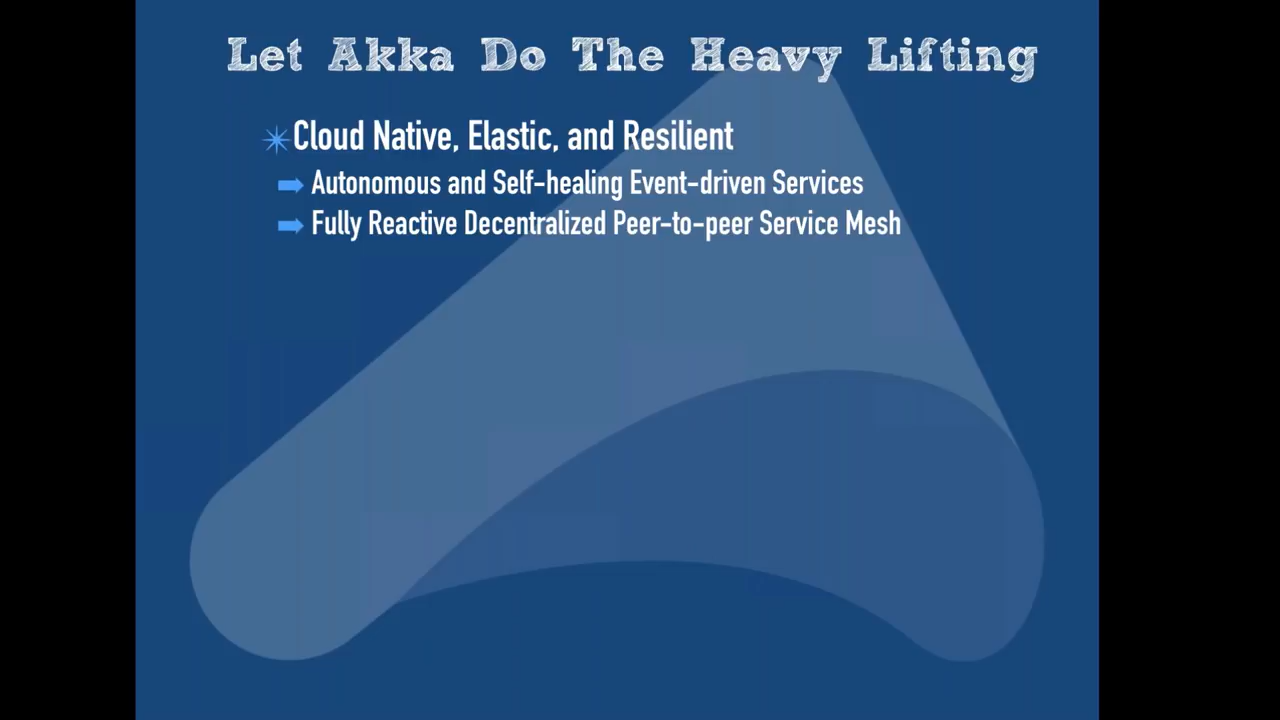 Let Akka Do The Heavy Lifting
Cloud Native, Elastic, and Resilient
Autonomous and Self-healing Event-driven Services
Fully Reactive Decentralized Peer-to-peer Service Mesh